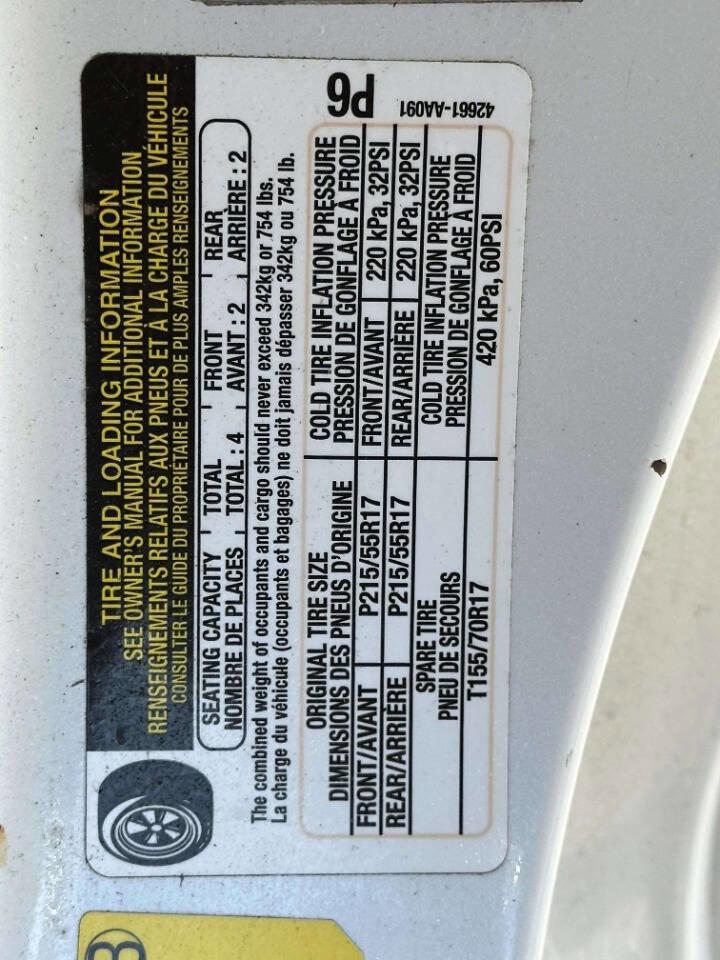 TIRE AND LOADING INFORMATION
SEE OWNER'S MANUAL FOR ADDITIONAL INFORMATION
RENSEIGNEMENTS RELATIFS AUX PNEUS ET À LA CHARGE DU VÉHICULE
CONSULTER LE GUIDE DU PROPRIÉTAIRE POUR DE PLUS AMPLES RENSEIGNEMENTS
SEATING CAPACITY TOTAL FRONT REAR
NOMBRE DE PLACES TOTAL : 4 AVANT : 2 ARRIÈRE : 2
The combined weight of occupants and cargo should never exceed 342kg or 754 lbs.
La charge du véhicule (occupants et bagages) ne doit jamais dépasser 342kg ou 754 lb.
ORIGINAL TIRE SIZE COLD TIRE INFLATION PRESSURE
DIMENSIONS DES PNEUS D'ORIGINE PRESSION DE GONFLAGE À FROID
FRONT/AVANT P215/55R17 FRONT/AVANT 220 kPa, 32PSI
REAR/ARRIÈRE P215/55R17 REAR/ARRIÈRE 220 kPa, 32PSI
SPARE TIRE COLD TIRE INFLATION PRESSURE
PNEU DE SECOURS PRESSION DE GONFLAGE À FROID
T155/70R17 420 kPa, 60PSI
P6
42661-AA091